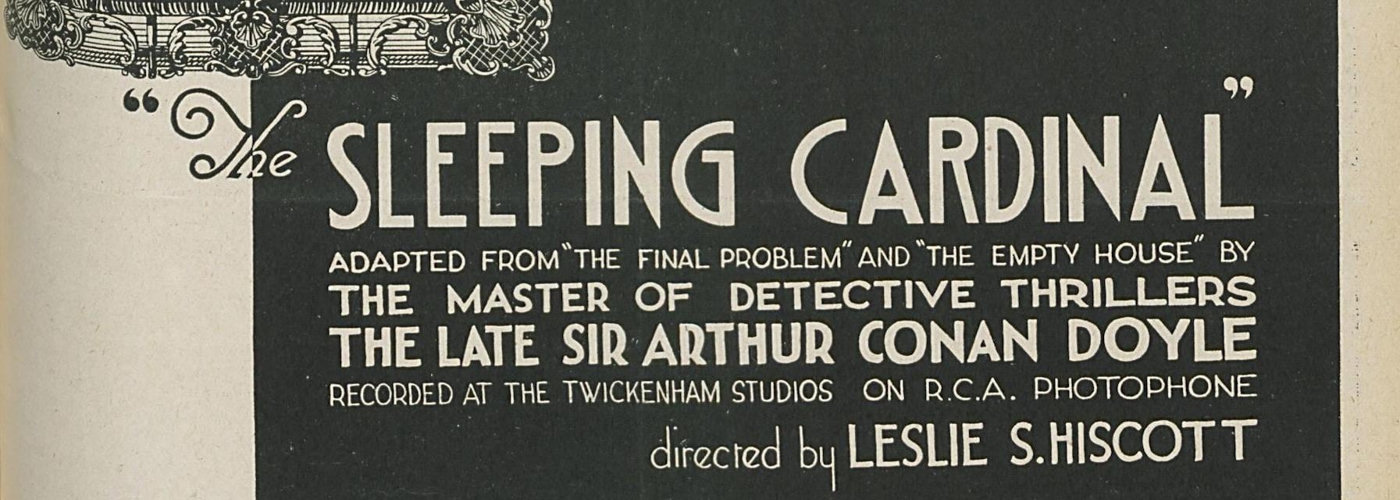 "The SLEEPING CARDINAL"
ADAPTED FROM "THE FINAL PROBLEM" AND "THE EMPTY HOUSE" BY
THE MASTER OF DETECTIVE THRILLERS
THE LATE SIR ARTHUR CONAN DOYLE
RECORDED AT THE TWICKENHAM STUDIOS ON R.C.A. PHOTOPHONE
directed by LESLIE S. HISCOTT